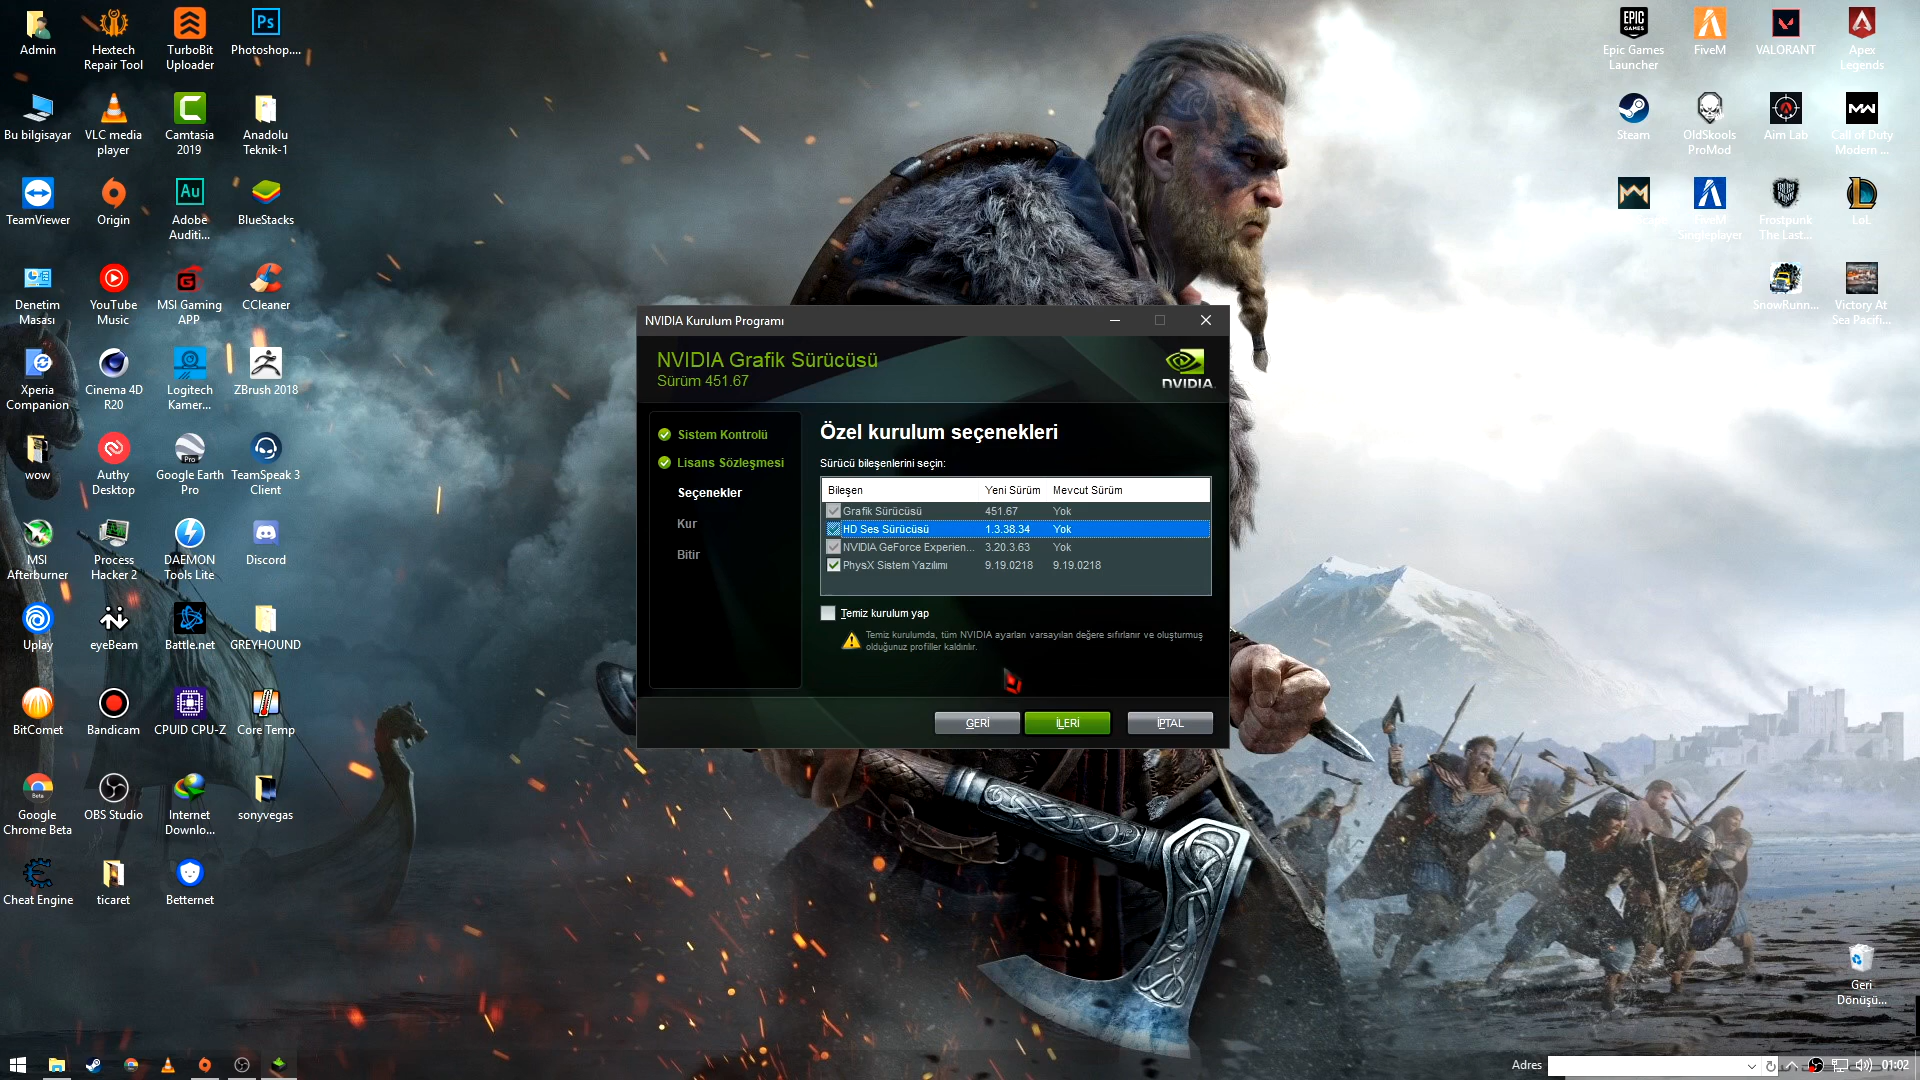 Admin
Hextech
Repair Tool
TurboBit
Uploader
Photoshop....
Bu bilgisayar
VLC media
player
Camtasia
2019
Anadolu
Teknik-1
TeamViewer
Origin
Adobe
Auditi...
BlueStacks
Denetim
Masası
YouTube
Music
MSI Gaming
APP
CCleaner
Xperia
Companion
Cinema 4D
R20
Logitech
Kamer...
ZBrush 2018
wow
Authy
Desktop
Google Earth
Pro
TeamSpeak 3
Client
MSI
Afterburner
Process
Hacker 2
DAEMON
Tools Lite
Discord
Uplay
eyeBeam
Battle.net
GREYHOUND
BitComet
Bandicam
CPUID CPU-Z
Core Temp
Google
Chrome Beta
OBS Studio
Internet
Downlo...
sonyvegas
Cheat Engine
ticaret
Betternet
Epic Games
Launcher
FiveM
VALORANT
Apex
Legends
Steam
OldSkools
ProMod
Aim Lab
Call of Duty
Modern ...
FiveM
Singleplayer
Frostpunk
The Last...
LoL
SnowRunn...
Victory At
Sea Pacifi...
Geri
Dönüşü...
NVIDIA Kurulum Programı
NVIDIA Grafik Sürücüsü
Sürüm 451.67
NVIDIA.
Sistem Kontrolü
Lisans Sözleşmesi
Seçenekler
Kur
Bitir
Özel kurulum seçenekleri
Sürücü bileşenlerini seçin:
Bileşen Yeni Sürüm Mevcut Sürüm
Grafik Sürücüsü 451.67 Yok
HD Ses Sürücüsü 1.3.38.34 Yok
NVIDIA GeForce Experien... 3.20.3.63 Yok
PhysX Sistem Yazılımı 9.19.0218 9.19.0218
Temiz kurulum yap
Temiz kurulumda, tüm NVIDIA ayarları varsayılan değere sıfırlanır ve oluşturmuş
olduğunuz profiller kaldırılır.
GERİ
İLERİ
İPTAL
Adres
01:02